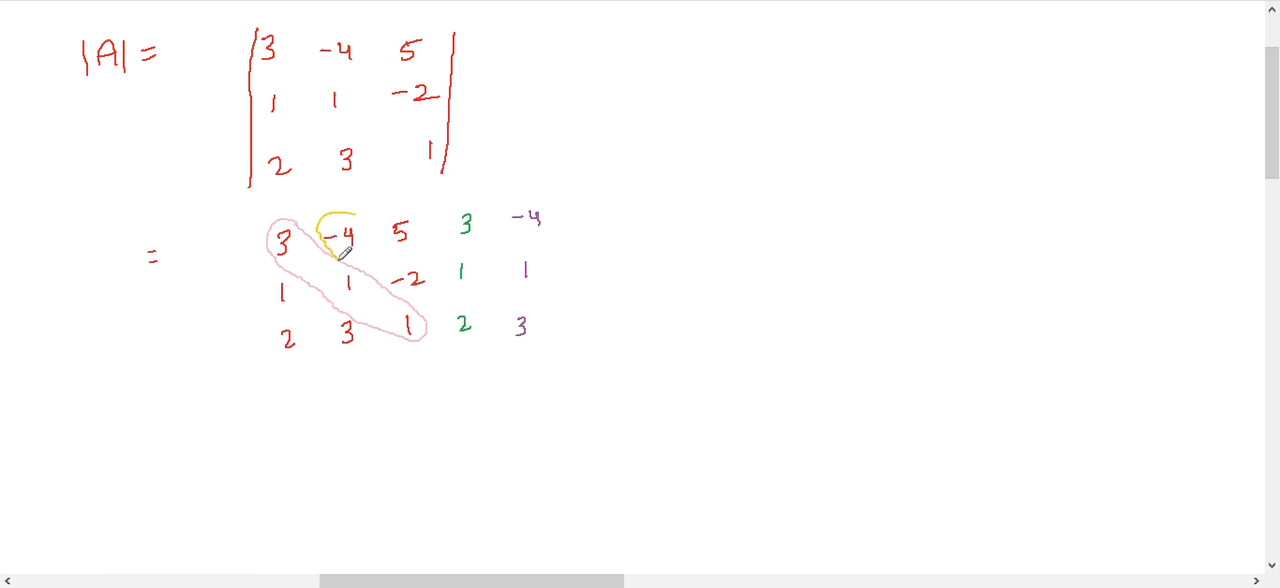 |A| = | 3 -4 5 |
| 1 1 -2 |
| 2 3 1 |
= 3 -4 5 3 -4
1 1 -2 1 1
2 3 1 2 3